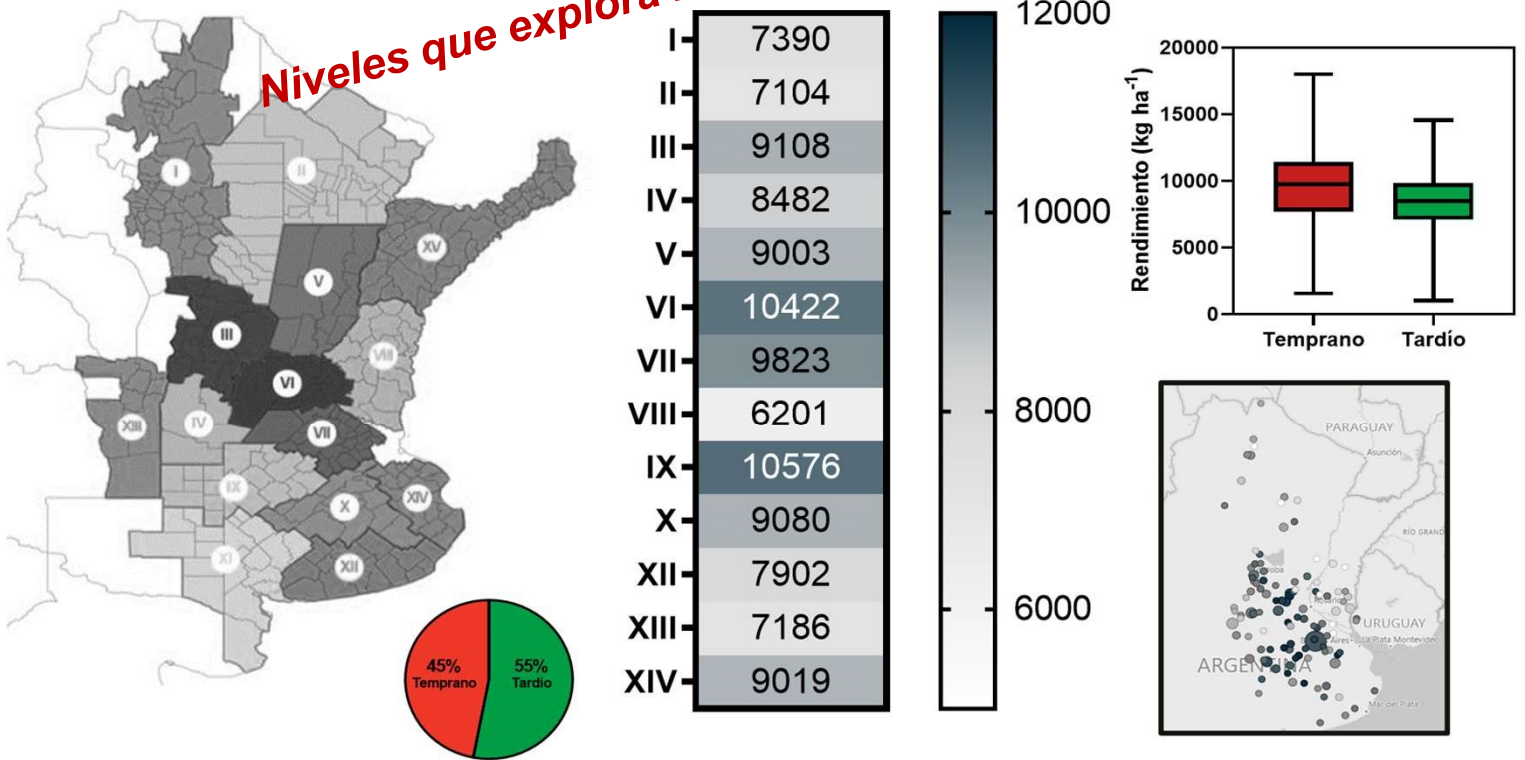 Niveles que explora
I
II
III
IV
V
VI
VII
VIII
IX
X
XI
XII
XIII
XIV
XV
45%
Temprano
55%
Tardío
I 7390
II 7104
III 9108
IV 8482
V 9003
VI 10422
VII 9823
VIII 6201
IX 10576
X 9080
XII 7902
XIII 7186
XIV 9019
12000
10000
8000
6000
Rendimiento (kg ha-1)
20000
15000
10000
5000
0
Temprano
Tardío
PARAGUAY
Asunción
RÍO GRAND
Rosario
URUGUAY
Aires
La Plata Montevideo
ARGENTINA
Mar del Plata